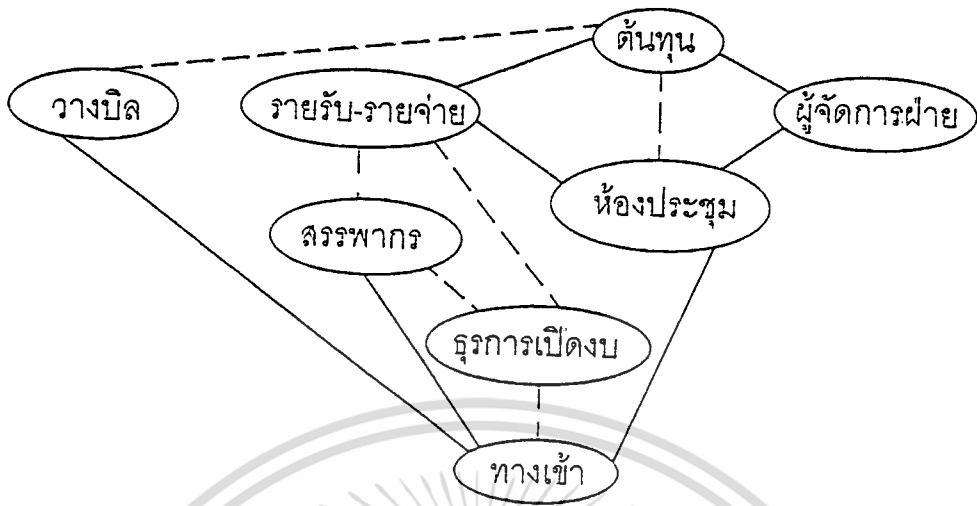 ต้นทุน
วางบิล
รายรับ-รายจ่าย
ผู้จัดการฝ่าย
ห้องประชุม
สรรพากร
ธุรการเปิดงบ
ทางเข้า